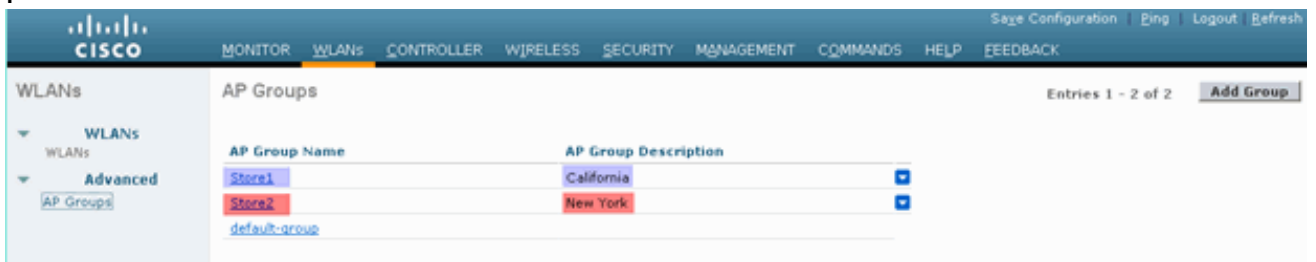 Save Configuration | Ping | Logout | Refresh
CISCO
MONITOR WLANs CONTROLLER WIRELESS SECURITY MANAGEMENT COMMANDS HELP FEEDBACK
WLANs
AP Groups
Entries 1 - 2 of 2
Add Group
WLANs
WLANs
Advanced
AP Groups
AP Group Name AP Group Description
Store1 California
Store2 New York
default-group